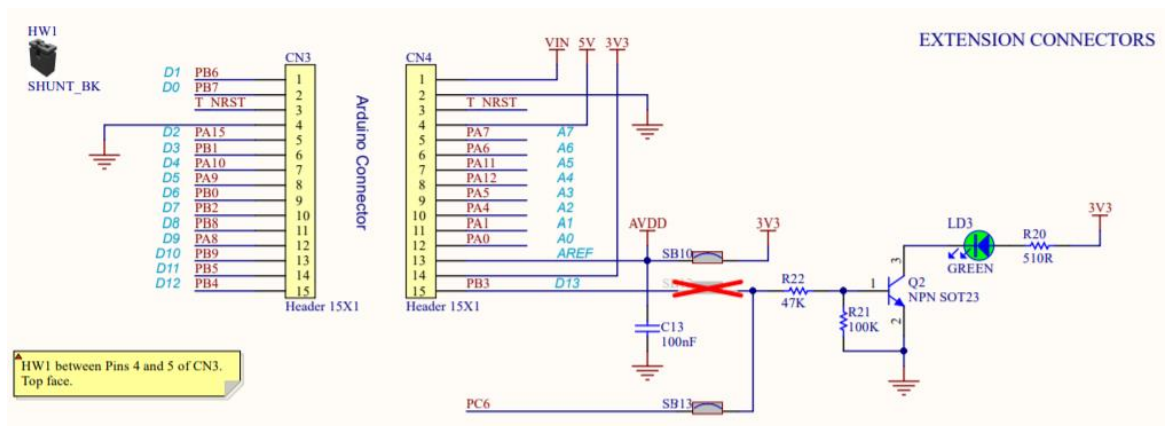 EXTENSION CONNECTORS
HW1
SHUNT_BK
CN3
D1 PB6 1
D0 PB7 2
T_NRST 3
4
D2 PA15 5
D3 PB1 6
D4 PA10 7
D5 PA9 8
D6 PB0 9
D7 PB2 10
D8 PB8 11
D9 PA8 12
D10 PB9 13
D11 PB5 14
D12 PB4 15
Header 15X1
Arduino Connector
VIN 5V 3V3
CN4
1
2
3 T_NRST
4
5 PA7 A7
6 PA6 A6
7 PA11 A5
8 PA12 A4
9 PA5 A3
10 PA4 A2
11 PA1 A1
12 PA0 A0
13 AREF
14
15 PB3 D13
Header 15X1
AVDD
SB10
3V3
C13
100nF
PC6
SB13
R22
47K
R21
100K
1
3
2
Q2
NPN SOT23
LD3
GREEN
R20
510R
3V3
HW1 between Pins 4 and 5 of CN3.
Top face.